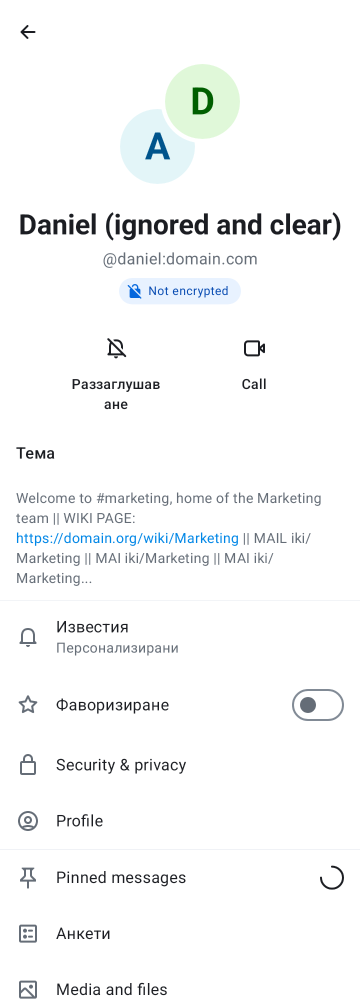 D
A
Daniel (ignored and clear)
@daniel:domain.com
Not encrypted
Раззаглушав
ане
Call
Тема
Welcome to #marketing, home of the Marketing
team || WIKI PAGE:
https://domain.org/wiki/Marketing || MAIL iki/
Marketing || MAI iki/Marketing || MAI iki/
Marketing...
Известия
Персонализирани
Фаворизиране
Security & privacy
Profile
Pinned messages
Анкети
Media and files